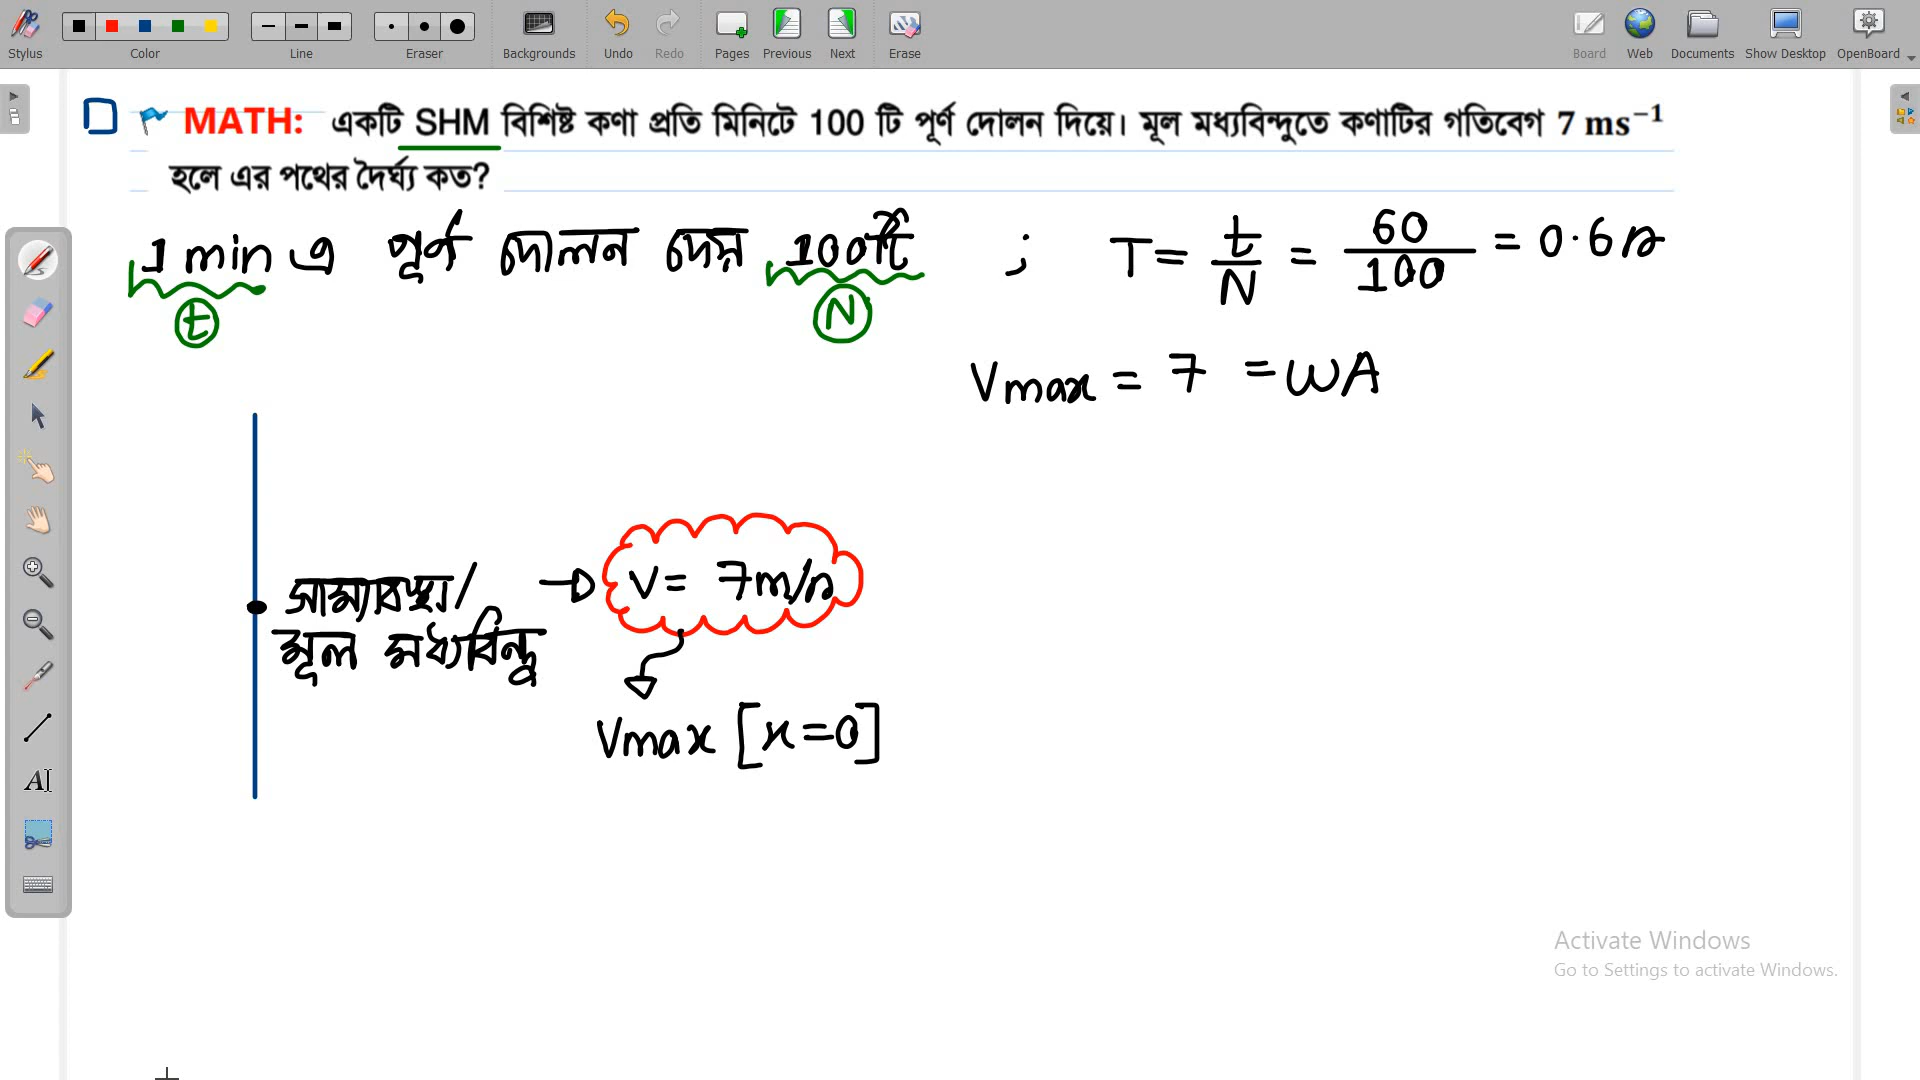 Stylus Color Line Eraser Backgrounds Undo Redo Pages Previous Next Erase Board Web Documents Show Desktop OpenBoard
MATH: একটি SHM বিশিষ্ট কণা প্রতি মিনিটে 100 টি পূর্ণ দোলন দিয়ে। মূল মধ্যবিন্দুতে কণাটির গতিবেগ 7 ms⁻¹
হলে এর পথের দৈর্ঘ্য কত?
1 min এ পূর্ণ দোলন দেয় 100টি ; T = t/N = 60/100 = 0.6 s
t N
Vmax = 7 = ωA
সাম্যাবস্থা/ → V = 7m/s
মূল মধ্যবিন্দু
Vmax [x=0]
A
Activate Windows
Go to Settings to activate Windows.